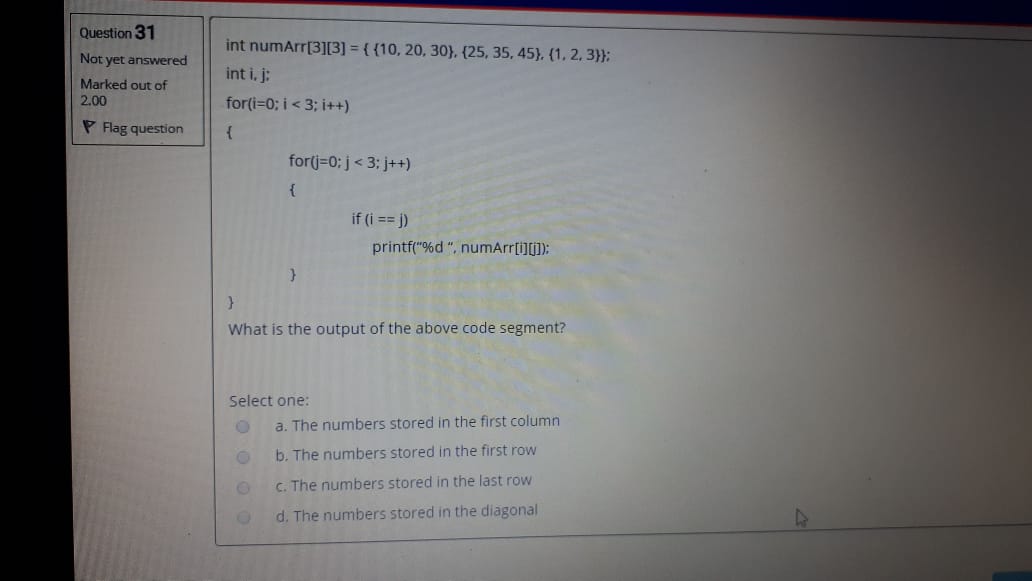 Question 31
Not yet answered
Marked out of
2.00
Flag question
int numArr[3][3] = { {10, 20, 30}, {25, 35, 45}, {1, 2, 3}};
int i, j;
for(i=0; i < 3; i++)
{
for(j=0; j < 3; j++)
{
if (i == j)
printf("%d “, numArr[i][j]);
}
}
What is the output of the above code segment?
Select one:
a. The numbers stored in the first column
b. The numbers stored in the first row
c. The numbers stored in the last row
d. The numbers stored in the diagonal